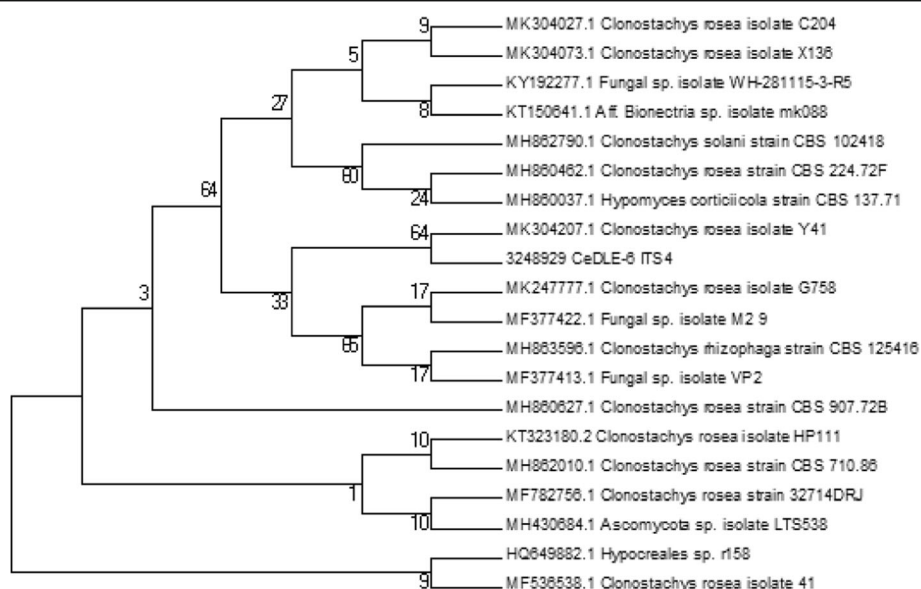 9
MK304027.1 Clonostachys rosea isolate C204
5
MK304073.1 Clonostachys rosea isolate X136
KY192277.1 Fungal sp. isolate WH-281115-3-R5
27
8
KT150641.1 Aff. Bionectria sp. isolate mk088
MH862790.1 Clonostachys solani strain CBS 102418
60
MH860462.1 Clonostachys rosea strain CBS 224.72F
64
24
MH860037.1 Hypomyces corticiicola strain CBS 137.71
64
MK304207.1 Clonostachys rosea isolate Y41
3248929 CeDLE-6 ITS4
3
33
17
MK247777.1 Clonostachys rosea isolate G758
MF377422.1 Fungal sp. isolate M2 9
65
MH863596.1 Clonostachys rhizophaga strain CBS 125416
17
MF377413.1 Fungal sp. isolate VP2
MH860627.1 Clonostachys rosea strain CBS 907.72B
10
KT323180.2 Clonostachys rosea isolate HP111
MH862010.1 Clonostachys rosea strain CBS 710.86
1
MF782756.1 Clonostachys rosea strain 32714DRJ
10
MH430684.1 Ascomycota sp. isolate LTS538
HQ649882.1 Hypocreales sp. r158
9
MF536538.1 Clonostachys rosea isolate 41